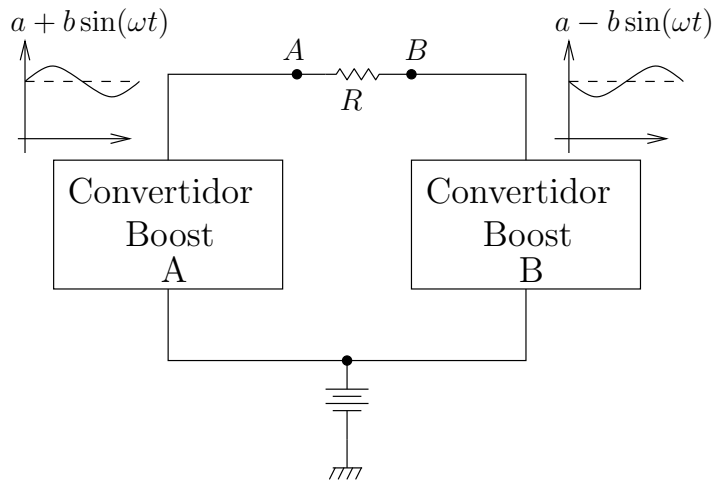 a + b sin(ωt)
a − b sin(ωt)
A
B
R
Convertidor
Boost
A
Convertidor
Boost
B